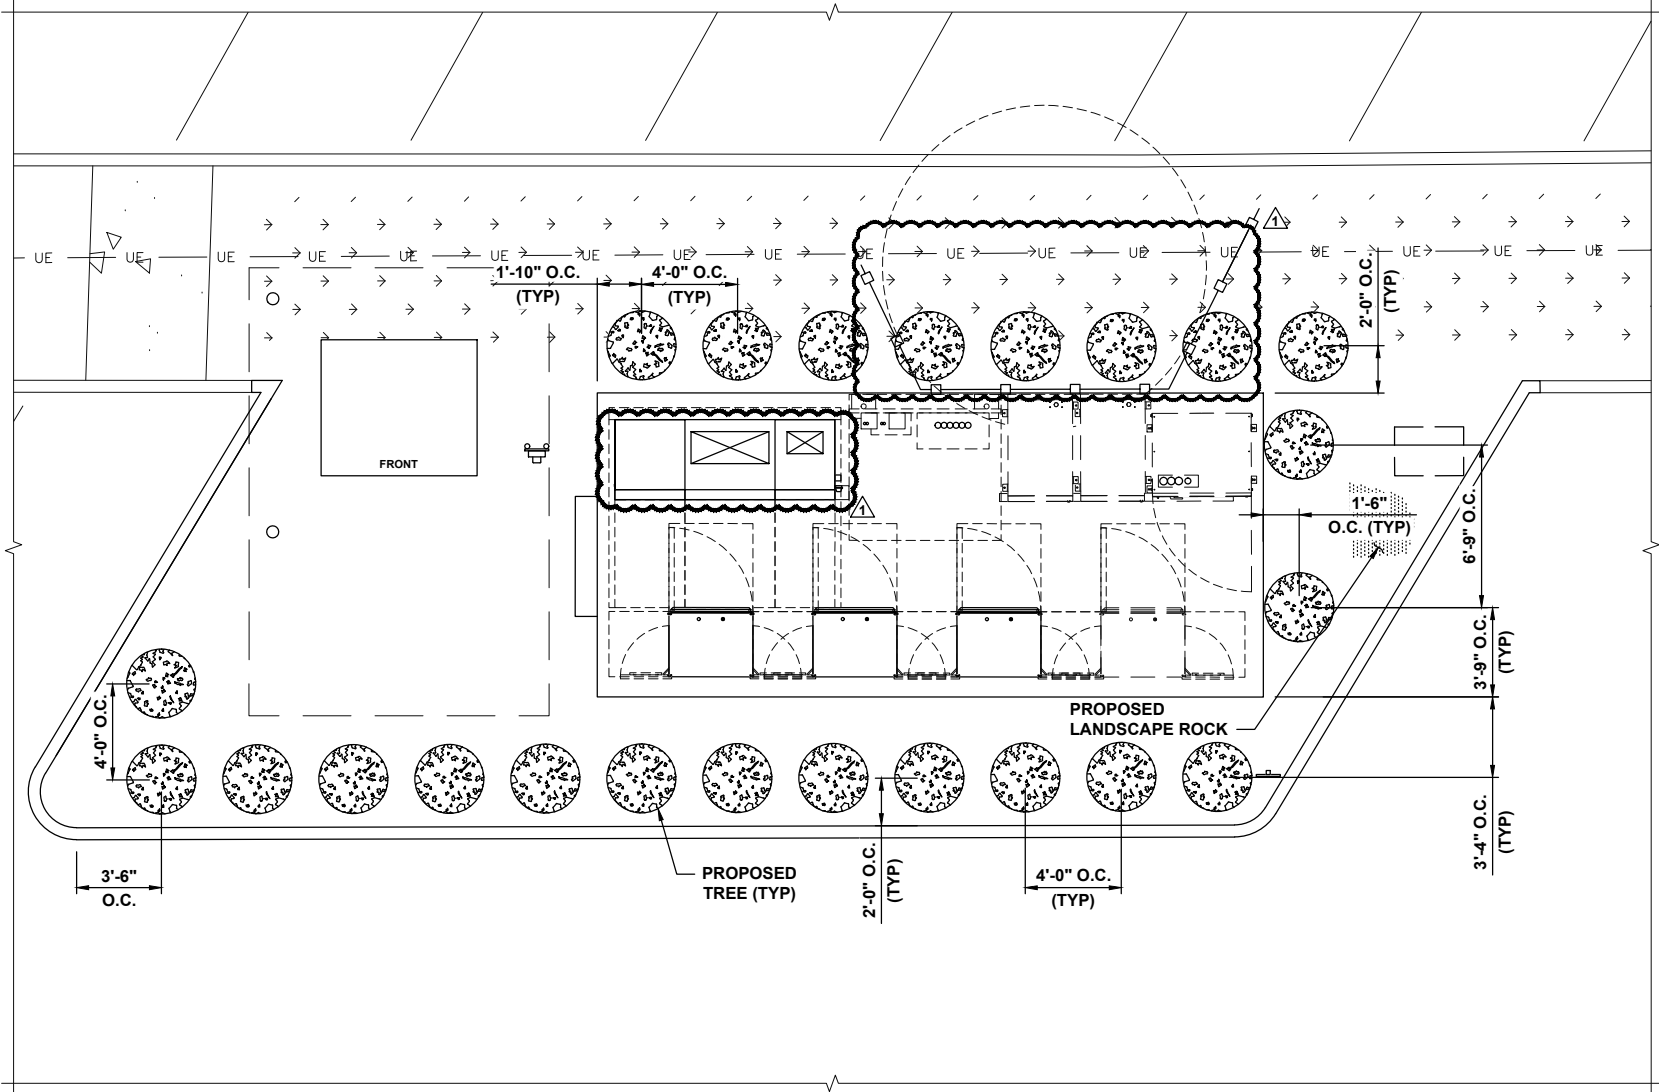 1
UE UE UE UE UE UE UE UE UE UE UE UE UE UE UE UE UE UE
1'-10" O.C.
(TYP)
4'-0" O.C.
(TYP)
2'-0" O.C.
(TYP)
FRONT
1
1'-6"
O.C. (TYP)
6'-9" O.C.
3'-9" O.C.
(TYP)
4'-0" O.C.
PROPOSED
LANDSCAPE ROCK
3'-4" O.C.
(TYP)
3'-6"
O.C.
PROPOSED
TREE (TYP)
2'-0" O.C.
(TYP)
4'-0" O.C.
(TYP)